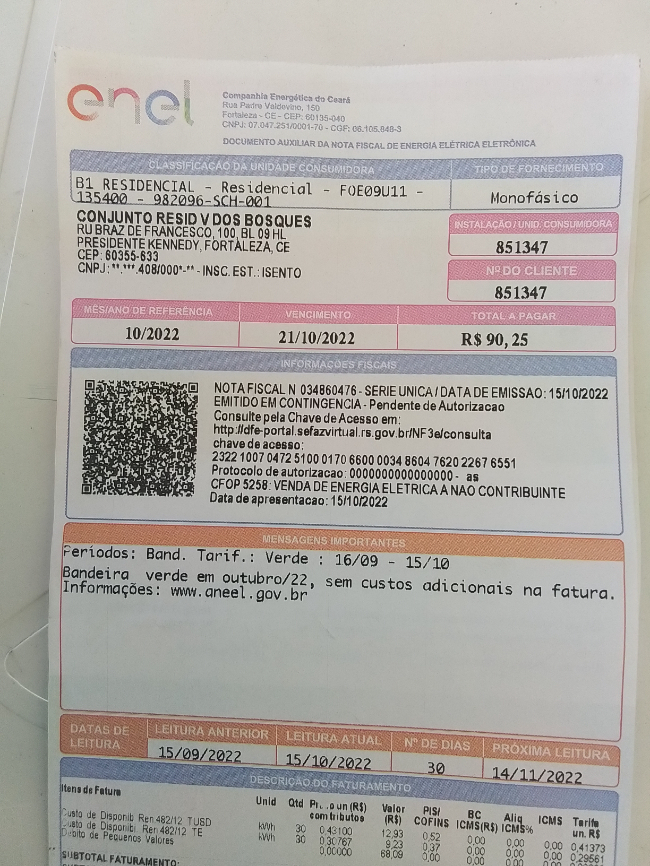 enel
Companhia Energética do Ceará
Rua Padre Valdevino, 150
Fortaleza - CE - CEP: 60135-040
CNPJ: 07.047.251/0001-70 - CGF: 06.105.848-3
DOCUMENTO AUXILIAR DA NOTA FISCAL DE ENERGIA ELÉTRICA ELETRÔNICA
CLASSIFICAÇÃO DA UNIDADE CONSUMIDORA
TIPO DE FORNECIMENTO
B1 RESIDENCIAL - Residencial - F0E09U11 -
135400 - 982096-SCH-001
Monofásico
CONJUNTO RESID V DOS BOSQUES
RU BRAZ DE FRANCESCO, 100, BL 09 HL
PRESIDENTE KENNEDY, FORTALEZA, CE
CEP: 60355-633
CNPJ: **.***.408/000*-** - INSC. EST.: ISENTO
INSTALAÇÃO / UNID. CONSUMIDORA
851347
Nº DO CLIENTE
851347
MÊS/ANO DE REFERÊNCIA
VENCIMENTO
TOTAL A PAGAR
10/2022
21/10/2022
R$ 90,25
INFORMAÇÕES FISCAIS
NOTA FISCAL N 034860476 - SERIE UNICA / DATA DE EMISSAO: 15/10/2022
EMITIDO EM CONTINGENCIA - Pendente de Autorizacao
Consulte pela Chave de Acesso em:
http://dfe-portal.sefazvirtual.rs.gov.br/NF3e/consulta
chave de acesso:
2322 1007 0472 5100 0170 6600 0034 8604 7620 2267 6551
Protocolo de autorizacao: 0000000000000000 - as
CFOP 5258: VENDA DE ENERGIA ELETRICA A NAO CONTRIBUINTE
Data de apresentacao: 15/10/2022
MENSAGENS IMPORTANTES
Períodos: Band. Tarif.: Verde : 16/09 - 15/10
Bandeira verde em outubro/22, sem custos adicionais na fatura.
Informações: www.aneel.gov.br
DATAS DE LEITURA
LEITURA ANTERIOR
LEITURA ATUAL
Nº DE DIAS
PRÓXIMA LEITURA
15/09/2022
15/10/2022
30
14/11/2022
DESCRIÇÃO DO FATURAMENTO
Itens de Fatura Unid Qtd un (R$) com tributos Valor (R$) PIS/ COFINS BC ICMS(R$) Aliq ICMS% ICMS Tarifa un. R$
Custo de Disponib Ren 482/12 TUSD kWh 30 0,43100 12,93 0,52 0,00 0,00 0,00 0,41373
Custo de Disponibi. Ren 482/12 TE kWh 30 0,30767 9,23 0,37 0,00 0,00 0,00 0,29561
Débito de Pequenos Valores 0,00000 68,09 0,00 0,00 0,00
SUBTOTAL FATURAMENTO: